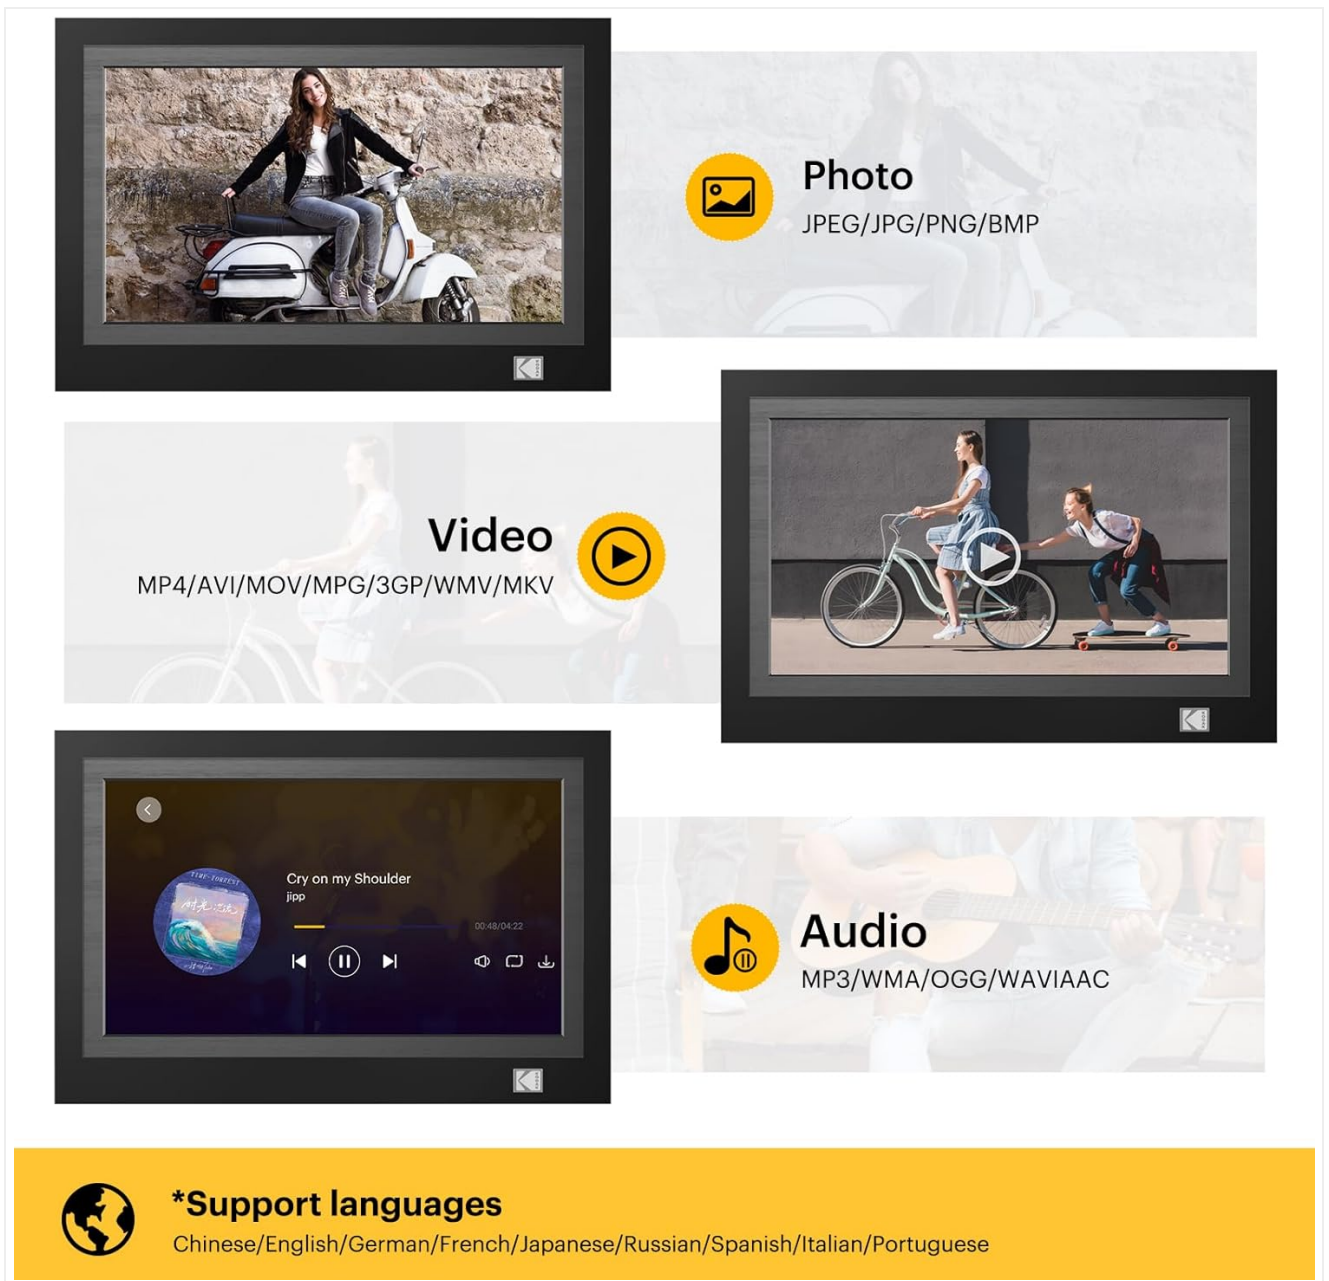 Photo
JPEG/JPG/PNG/BMP
Video
MP4/AVI/MOV/MPG/3GP/WMV/MKV
Cry on my Shoulder
jipp
00:48/04:22
Audio
MP3/WMA/OGG/WAVIAAC
*Support languages
Chinese/English/German/French/Japanese/Russian/Spanish/Italian/Portuguese